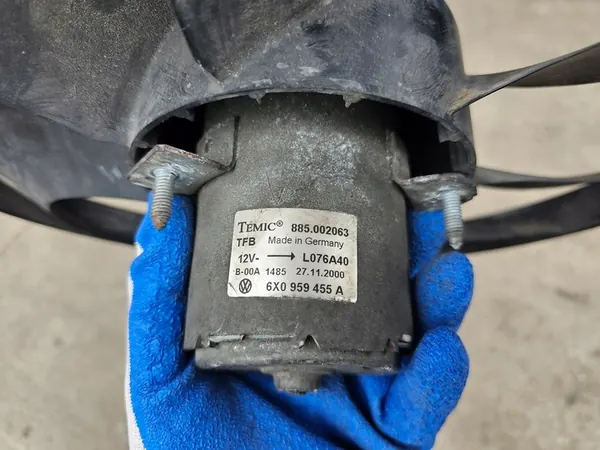 TEMIC® 885.002063
TFB Made in Germany
12V- → L076A40
B-00A 1485 27.11.2000
6X0 959 455 A